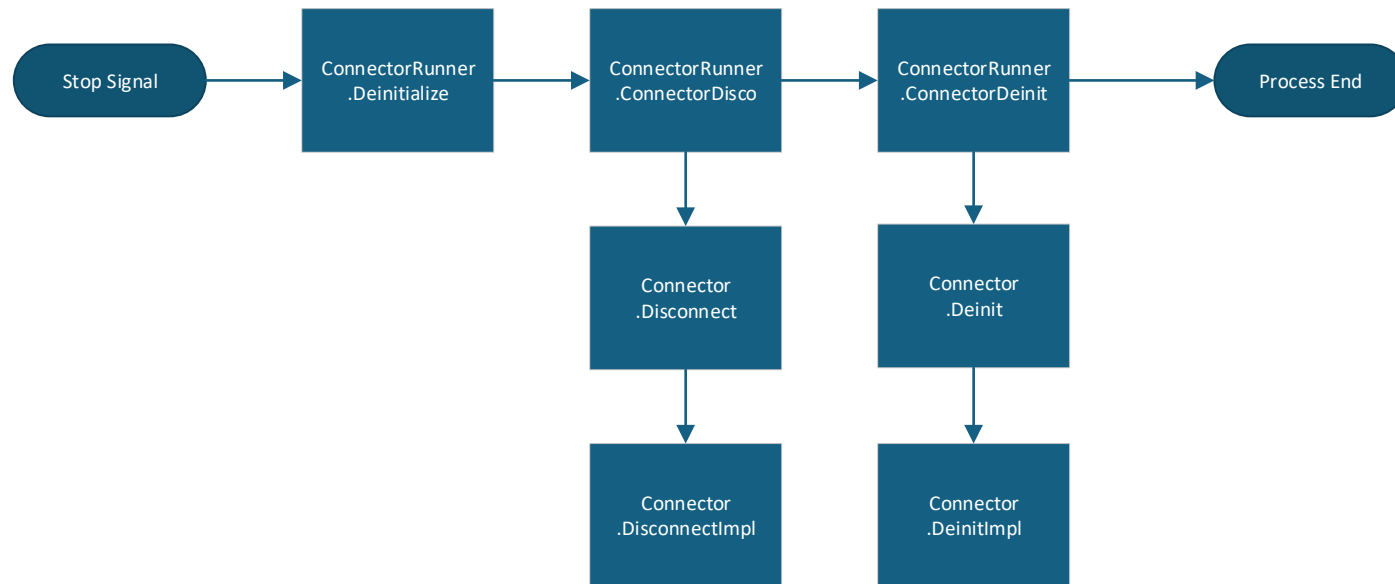 Stop Signal
ConnectorRunner
.Deinitialize
ConnectorRunner
.ConnectorDisco
ConnectorRunner
.ConnectorDeinit
Process End
Connector
.Disconnect
Connector
.Deinit
Connector
.DisconnectImpl
Connector
.DeinitImpl